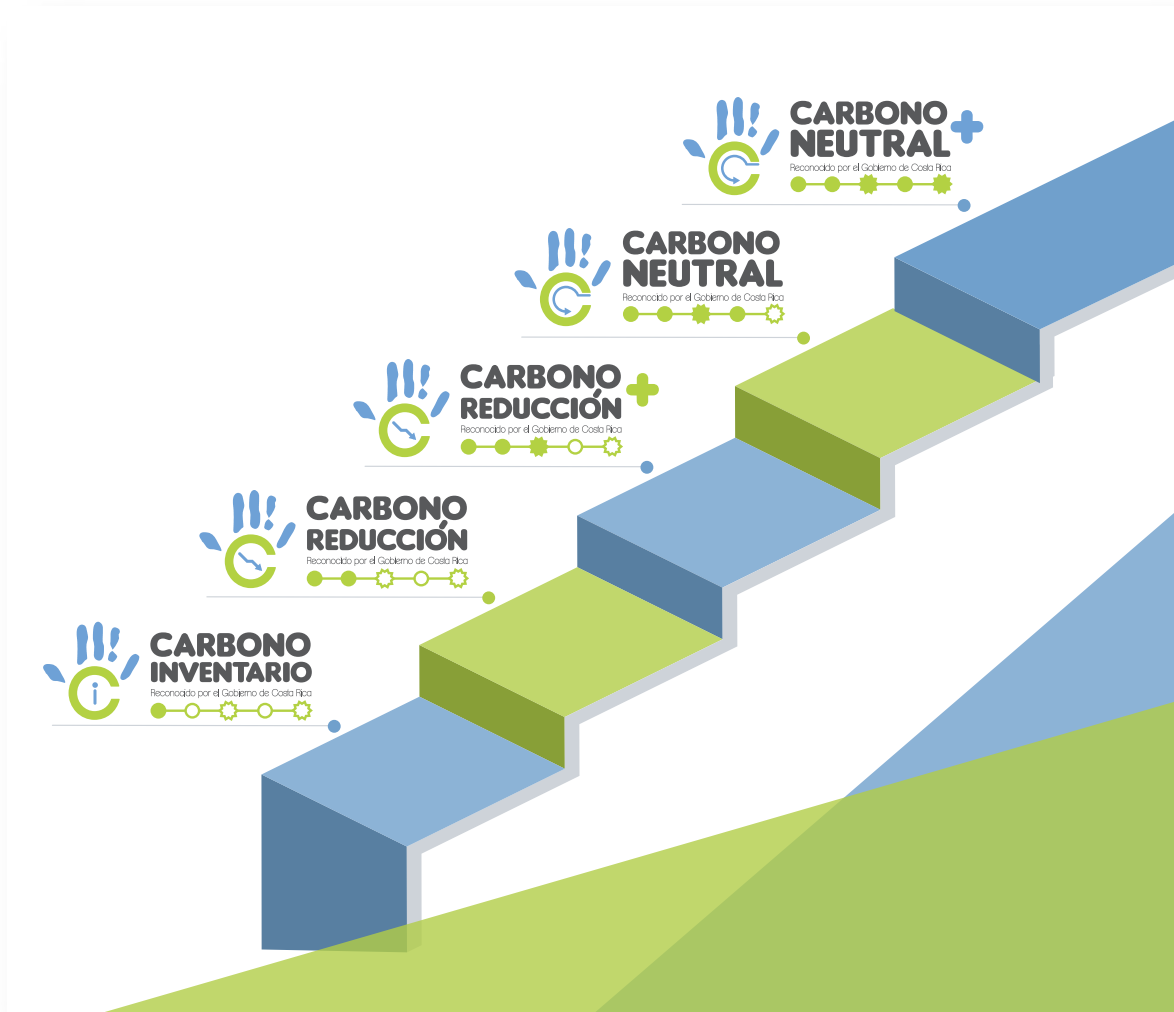 CARBONO
NEUTRAL
Reconocido por el Gobierno de Costa Rica
CARBONO
NEUTRAL
Reconocido por el Gobierno de Costa Rica
CARBONO
REDUCCIÓN
Reconocido por el Gobierno de Costa Rica
CARBONO
REDUCCIÓN
Reconocido por el Gobierno de Costa Rica
CARBONO
INVENTARIO
Reconocido por el Gobierno de Costa Rica